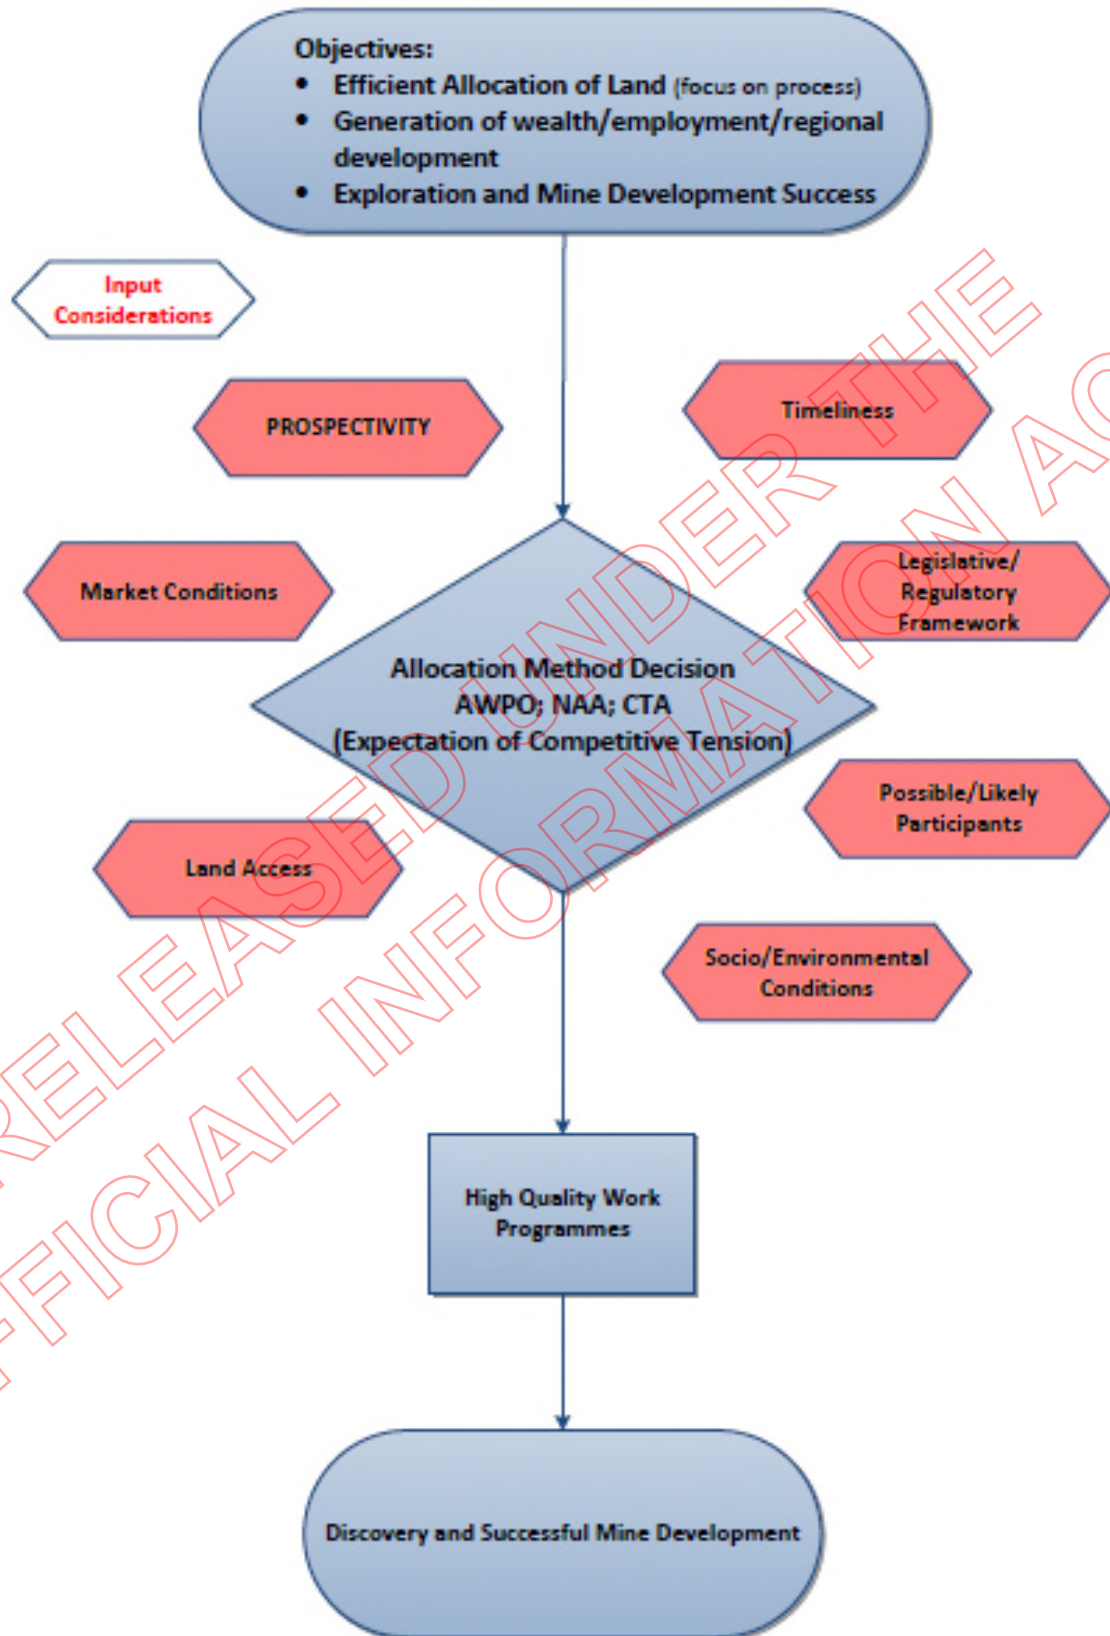 Objectives:
• Efficient Allocation of Land (focus on process)
• Generation of wealth/employment/regional
development
• Exploration and Mine Development Success
Input
Considerations
PROSPECTIVITY
Timeliness
Market Conditions
Legislative/
Regulatory
Framework
Allocation Method Decision
AWPO; NAA; CTA
(Expectation of Competitive Tension)
Possible/Likely
Participants
Land Access
Socio/Environmental
Conditions
High Quality Work
Programmes
Discovery and Successful Mine Development
RELEASED UNDER THE
OFFICIAL INFORMATION AC